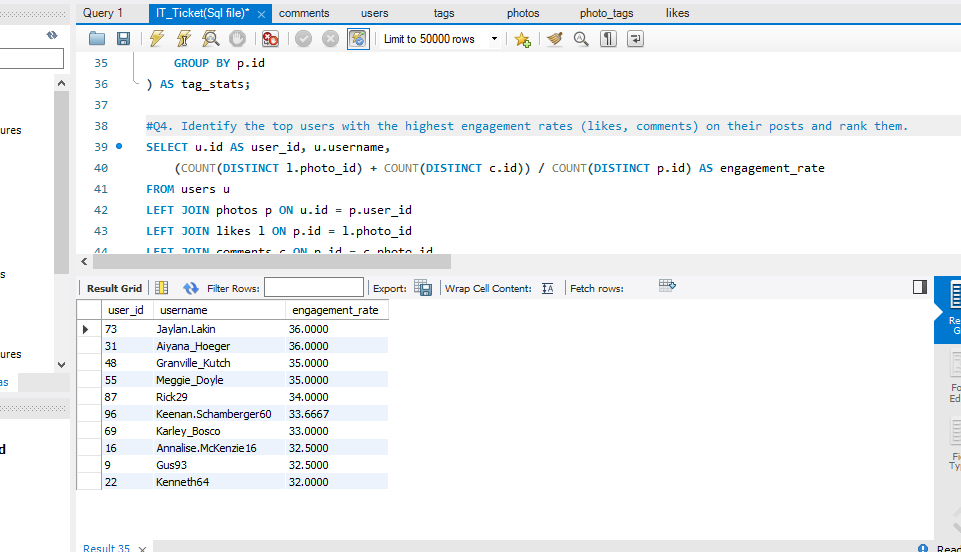 Query 1
IT_Ticket(Sql file)*
comments
users
tags
photos
photo_tags
likes
Limit to 50000 rows
ures
s
ures
as
d
35 GROUP BY p.id
36 ) AS tag_stats;
37
38 #Q4. Identify the top users with the highest engagement rates (likes, comments) on their posts and rank them.
39 SELECT u.id AS user_id, u.username,
40 (COUNT(DISTINCT l.photo_id) + COUNT(DISTINCT c.id)) / COUNT(DISTINCT p.id) AS engagement_rate
41 FROM users u
42 LEFT JOIN photos p ON u.id = p.user_id
43 LEFT JOIN likes l ON p.id = l.photo_id
44 LEFT JOIN comments c ON p.id = c.photo_id
Result Grid Filter Rows: Export: Wrap Cell Content: Fetch rows:
user_id username engagement_rate
73 Jaylan.Lakin 36.0000
31 Aiyana_Hoeger 36.0000
48 Granville_Kutch 35.0000
55 Meggie_Doyle 35.0000
87 Rick29 34.0000
96 Keenan.Schamberger60 33.6667
69 Karley_Bosco 33.0000
16 Annalise.McKenzie16 32.5000
9 Gus93 32.5000
22 Kenneth64 32.0000
Re
G
Fo
Ed
Fi
Ty
Result 35
Read